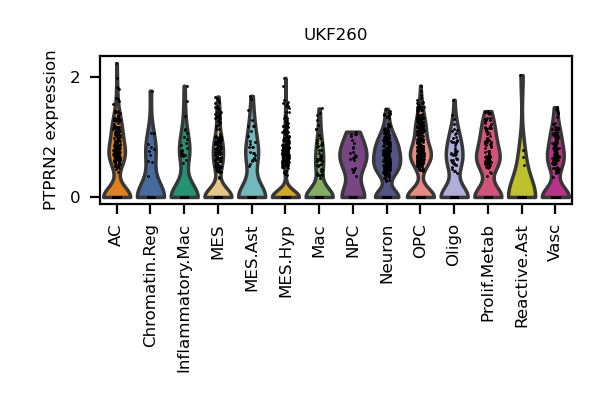 UKF260
PTPRN2 expression
2
0
AC
Chromatin.Reg
Inflammatory.Mac
MES
MES.Ast
MES.Hyp
Mac
NPC
Neuron
OPC
Oligo
Prolif.Metab
Reactive.Ast
Vasc